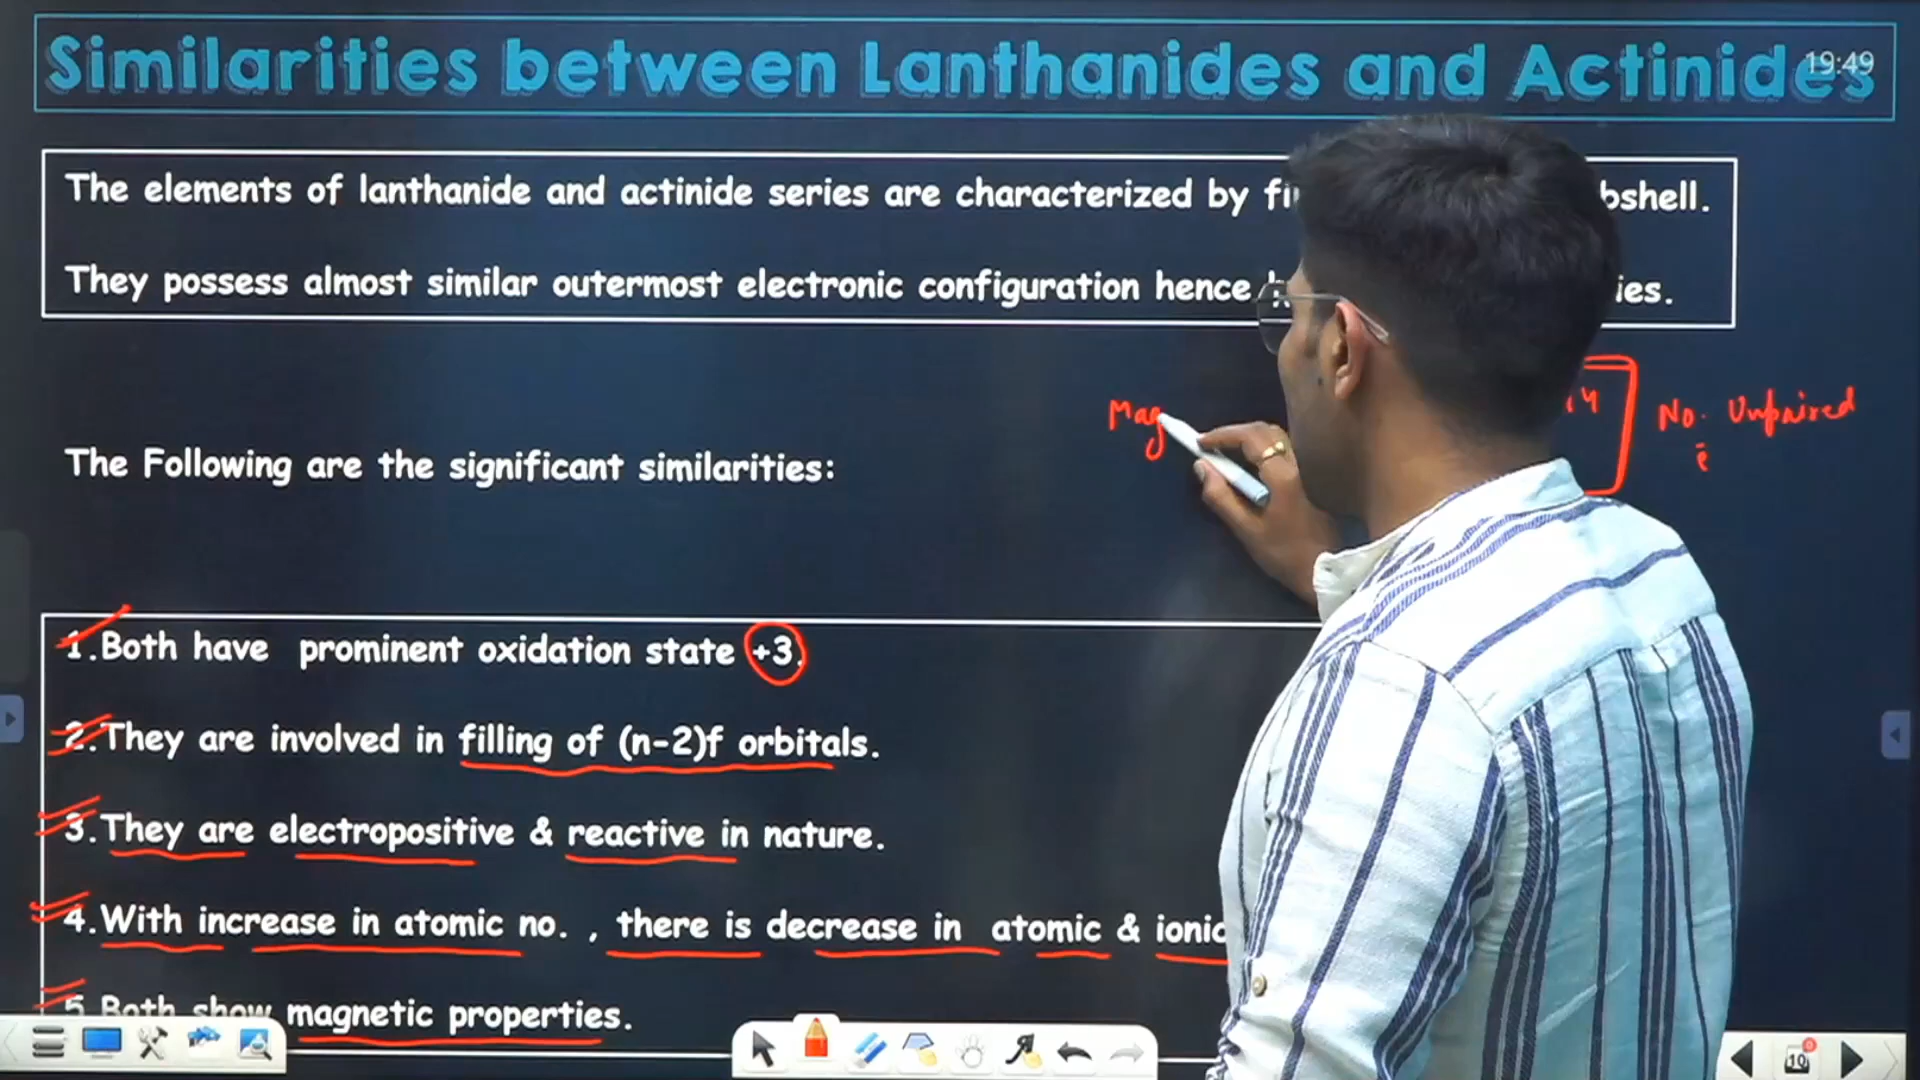 Similarities between Lanthanides and Actinides
19:49
The elements of lanthanide and actinide series are characterized by
They possess almost similar outermost electronic configuration hence
Mag
14
No. Unpaired
ē
The Following are the significant similarities:
1.Both have prominent oxidation state +3.
2.They are involved in filling of (n-2)f orbitals.
3.They are electropositive & reactive in nature.
4.With increase in atomic no. , there is decrease in atomic & ionic
5.Both show magnetic properties.
10